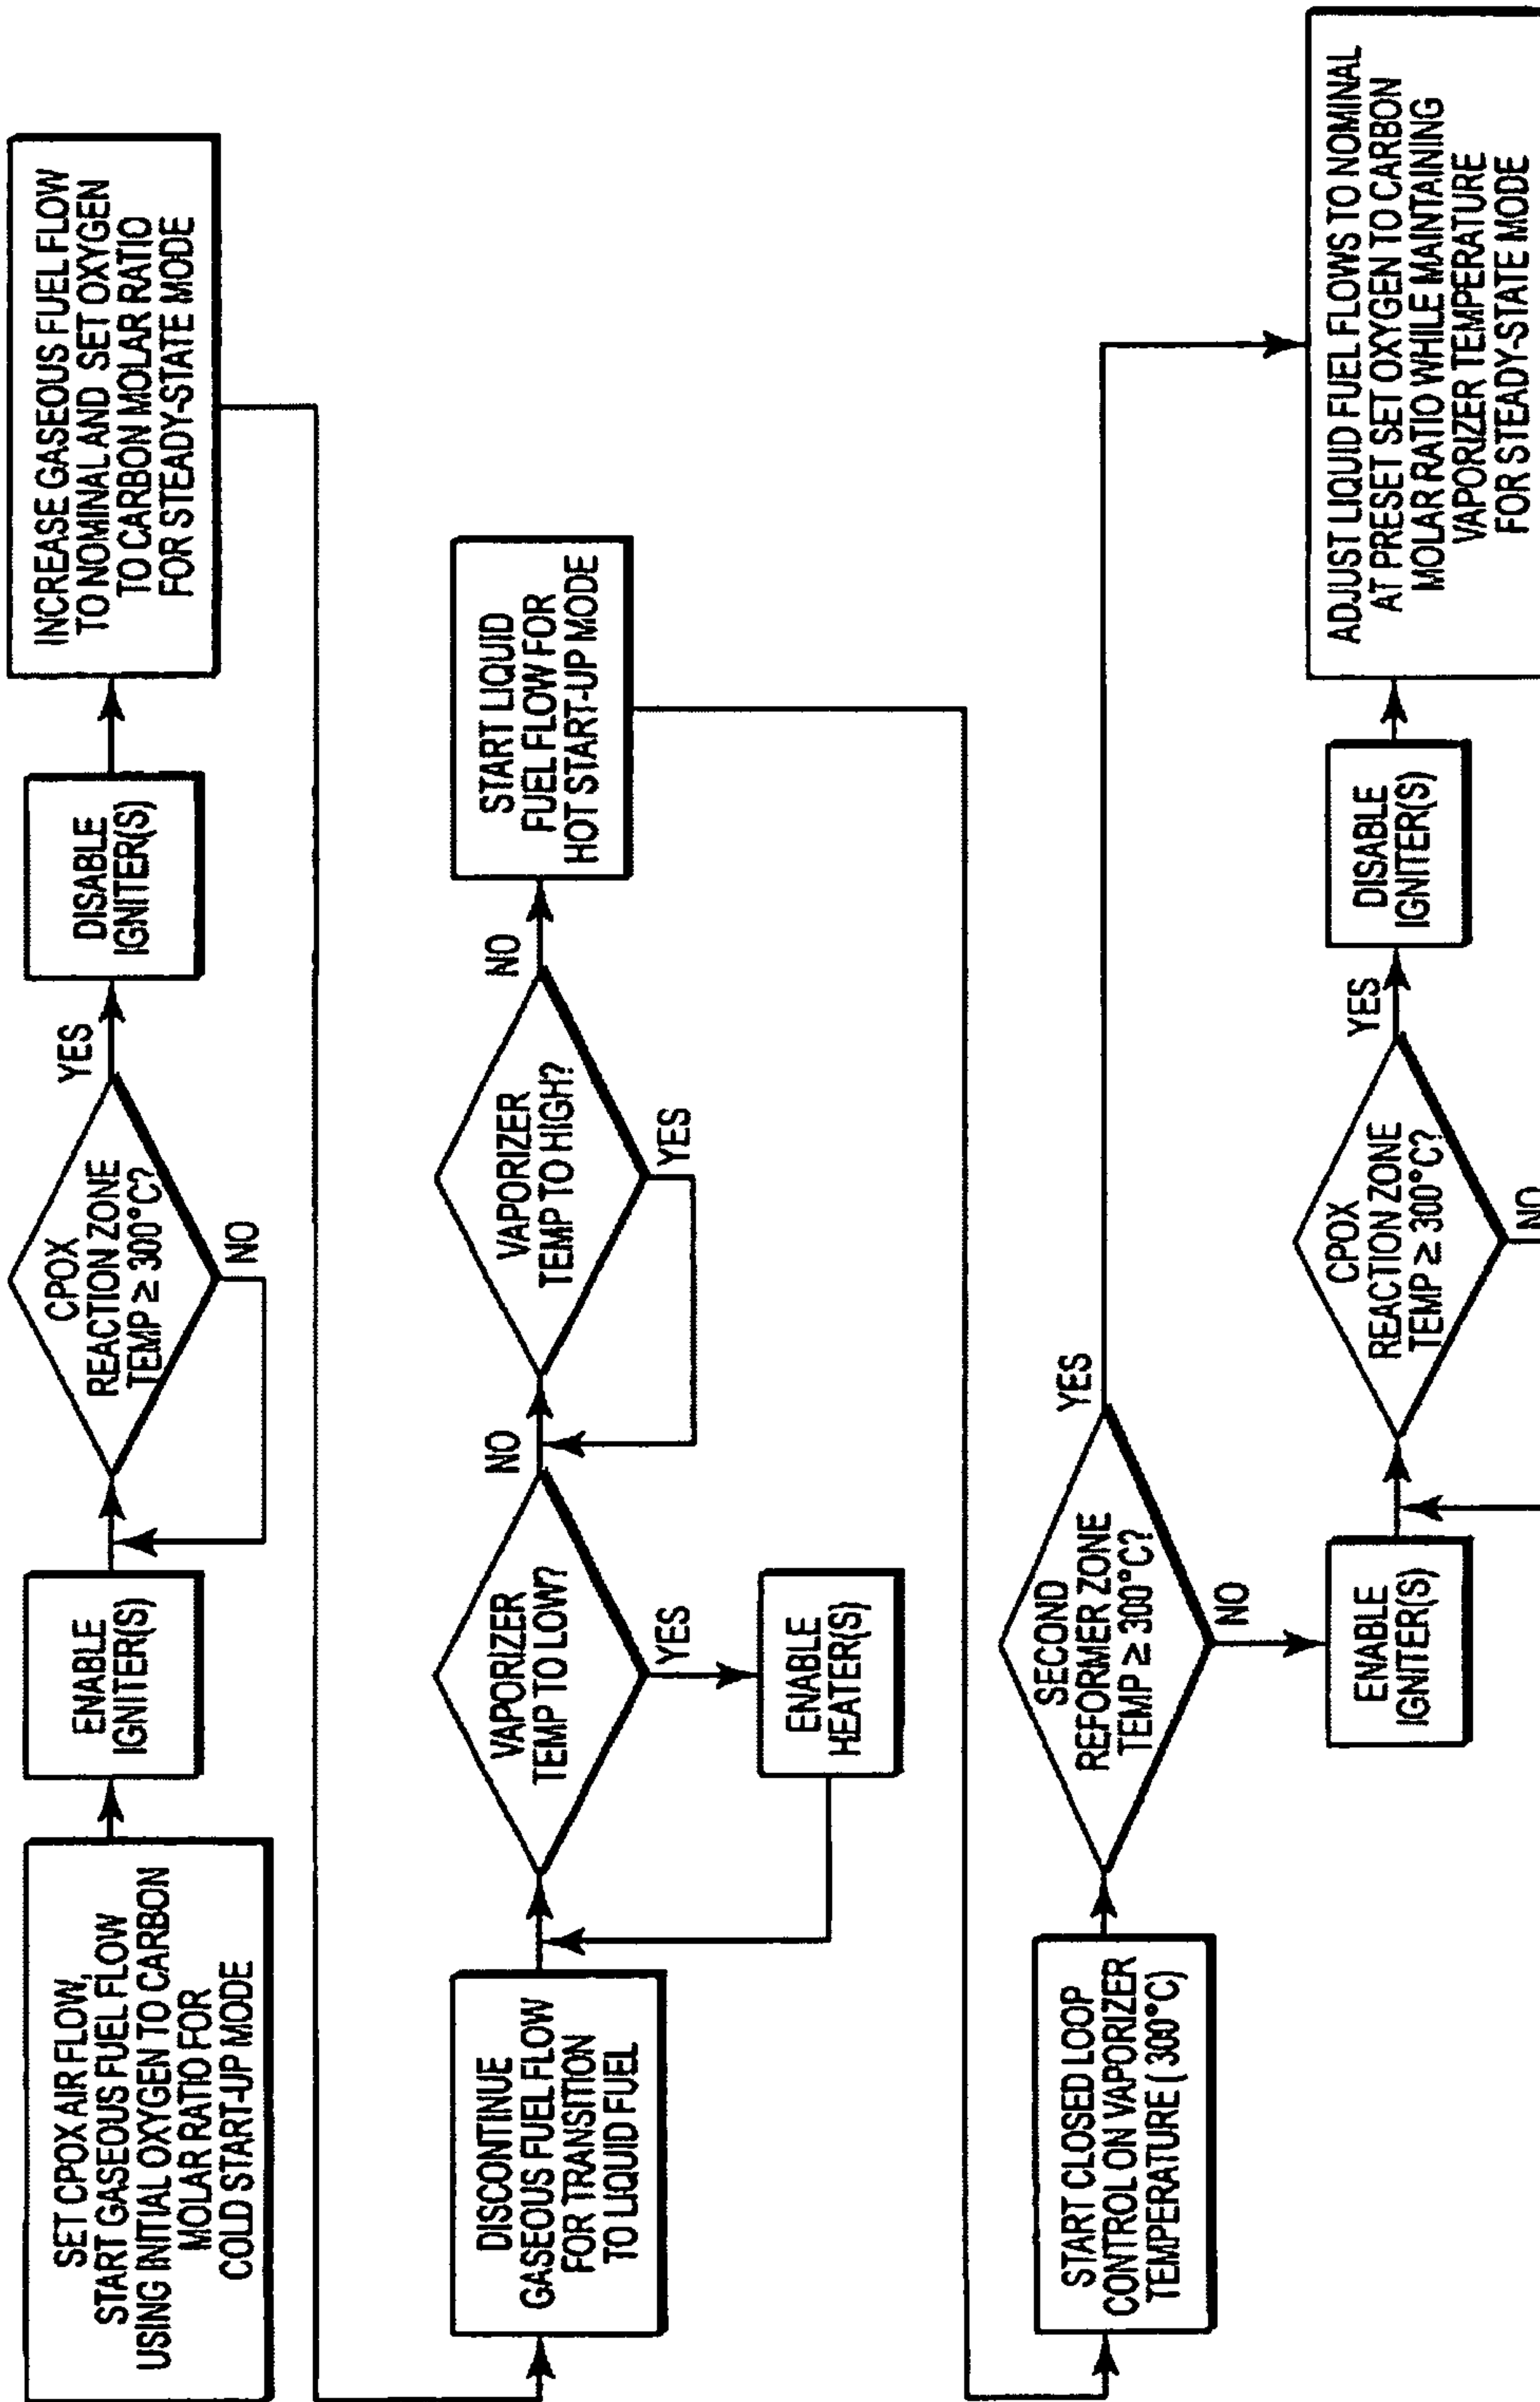 SET CPOX AIR FLOW,
START GASEOUS FUEL FLOW
USING INITIAL OXYGEN TO CARBON
MOLAR RATIO FOR
COLD START-UP MODE
ENABLE
IGNITER(S)
CPOX
REACTION ZONE
TEMP ≥ 300°C?
YES
NO
DISABLE
IGNITER(S)
INCREASE GASEOUS FUEL FLOW
TO NOMINAL AND SET OXYGEN
TO CARBON MOLAR RATIO
FOR STEADY-STATE MODE
DISCONTINUE
GASEOUS FUEL FLOW
FOR TRANSITION
TO LIQUID FUEL
VAPORIZER
TEMP TO LOW?
NO
YES
ENABLE
HEATER(S)
VAPORIZER
TEMP TO HIGH?
NO
YES
START LIQUID
FUEL FLOW FOR
HOT START-UP MODE
START CLOSED LOOP
CONTROL ON VAPORIZER
TEMPERATURE (300°C)
SECOND
REFORMER ZONE
TEMP ≥ 300°C?
YES
NO
ENABLE
IGNITER(S)
CPOX
REACTION ZONE
TEMP ≥ 300°C?
YES
NO
DISABLE
IGNITER(S)
ADJUST LIQUID FUEL FLOWS TO NOMINAL
AT PRESET SET OXYGEN TO CARBON
MOLAR RATIO WHILE MAINTAINING
VAPORIZER TEMPERATURE
FOR STEADY-STATE MODE